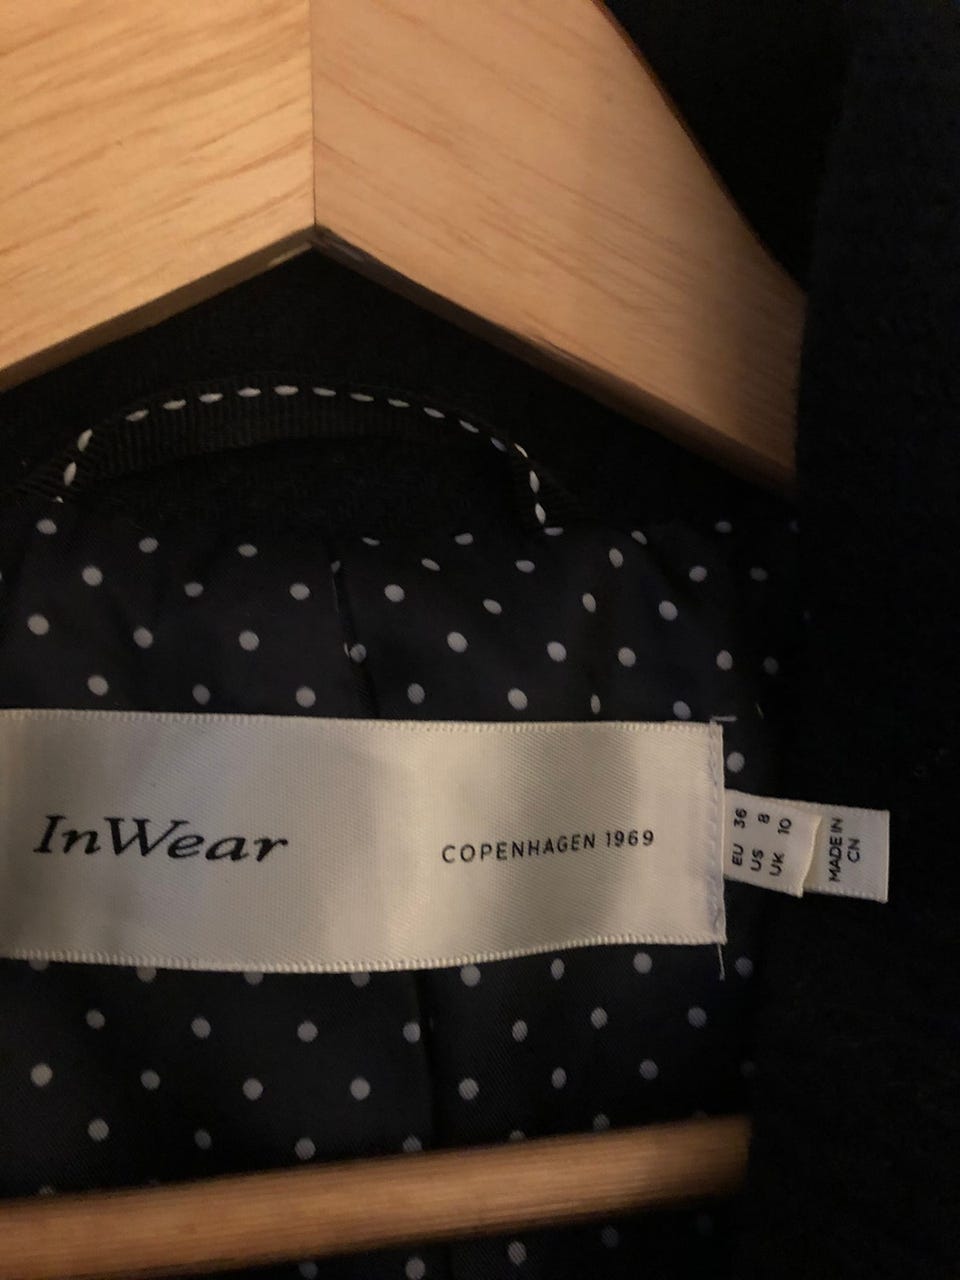 InWear
COPENHAGEN 1969
EU 36
US 8
UK 10
MADE IN
CN